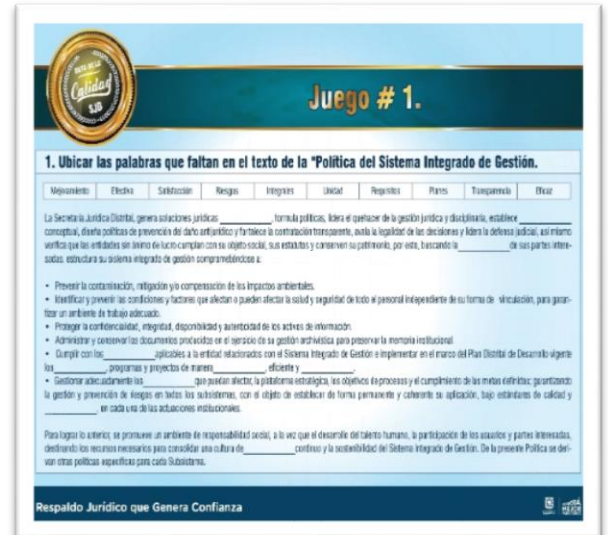 RETO DE LA
Calidad
SJD
Juego # 1.
1. Ubicar las palabras que faltan en el texto de la "Política del Sistema Integrado de Gestión.
Mejoramiento Efectiva Satisfacción Riesgos Integrales Unidad Requisitos Planes Transparencia Eficaz
La Secretaría Jurídica Distrital, genera soluciones jurídicas __________, formula políticas, lidera el quehacer de la gestión jurídica y disciplinaria, establece __________
conceptual, diseña políticas de prevención del daño antijurídico y fortalece la contratación transparente, avala la legalidad de las decisiones y lidera la defensa judicial, así mismo
verifica que las entidades sin ánimo de lucro cumplan con su objeto social, sus estatutos y conserven su patrimonio, por esto, buscando la __________ de sus partes intere-
sadas, estructura su sistema integrado de gestión comprometiéndose a:
• Prevenir la contaminación, mitigación y/o compensación de los impactos ambientales.
• Identificar y prevenir las condiciones y factores que afectan o pueden afectar la salud y seguridad de todo el personal independiente de su forma de vinculación, para garan-
tizar un ambiente de trabajo adecuado.
• Proteger la confidencialidad, integridad, disponibilidad y autenticidad de los activos de información.
• Administrar y conservar los documentos producidos en el ejercicio de su gestión archivística para preservar la memoria institucional.
• Cumplir con los __________ aplicables a la entidad relacionados con el Sistema Integrado de Gestión e implementar en el marco del Plan Distrital de Desarrollo vigente
los __________, programas y proyectos de manera __________, eficiente y __________.
• Gestionar adecuadamente los __________ que puedan afectar, la plataforma estratégica, los objetivos de procesos y el cumplimiento de las metas definidas; garantizando
la gestión y prevención de riesgos en todos los subsistemas, con el objeto de establecer de forma permanente y coherente su aplicación, bajo estándares de calidad y
__________, en cada una de las actuaciones institucionales.
Para lograr lo anterior, se promueve un ambiente de responsabilidad social, a la vez que el desarrollo del talento humano, la participación de los usuarios y partes interesadas,
destinando los recursos necesarios para consolidar una cultura de __________ continuo y la sostenibilidad del Sistema Integrado de Gestión. De la presente Política se deri-
van otras políticas específicas para cada Subsistema.
Respaldo Jurídico que Genera Confianza